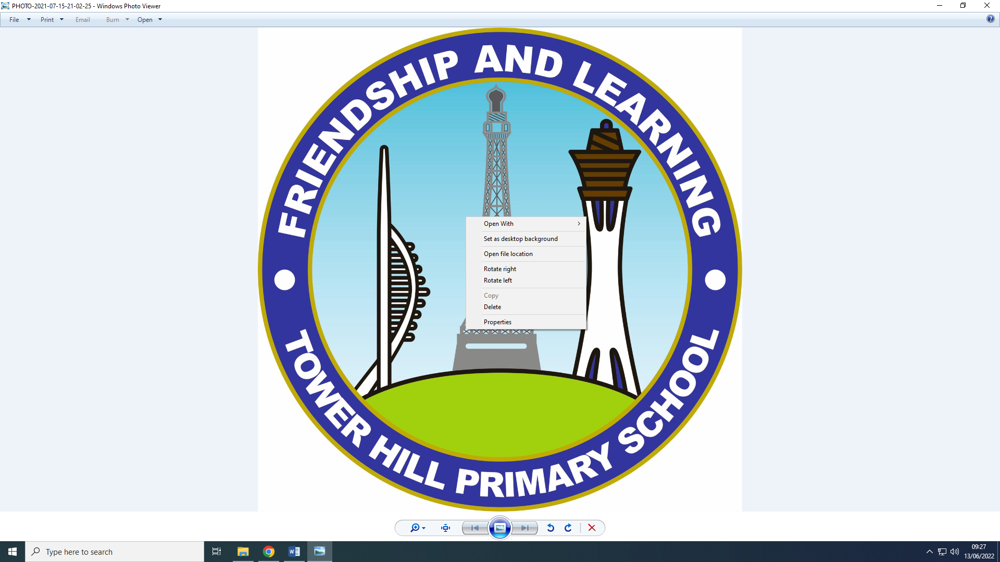 PHOTO-2021-07-15-21-02-25 - Windows Photo Viewer
File Print Email Burn Open
FRIENDSHIP AND LEARNING
Open With
Set as desktop background
Open file location
Rotate right
Rotate left
Copy
Delete
Properties
TOWER HILL PRIMARY SCHOOL
Type here to search
09:27
13/06/2022